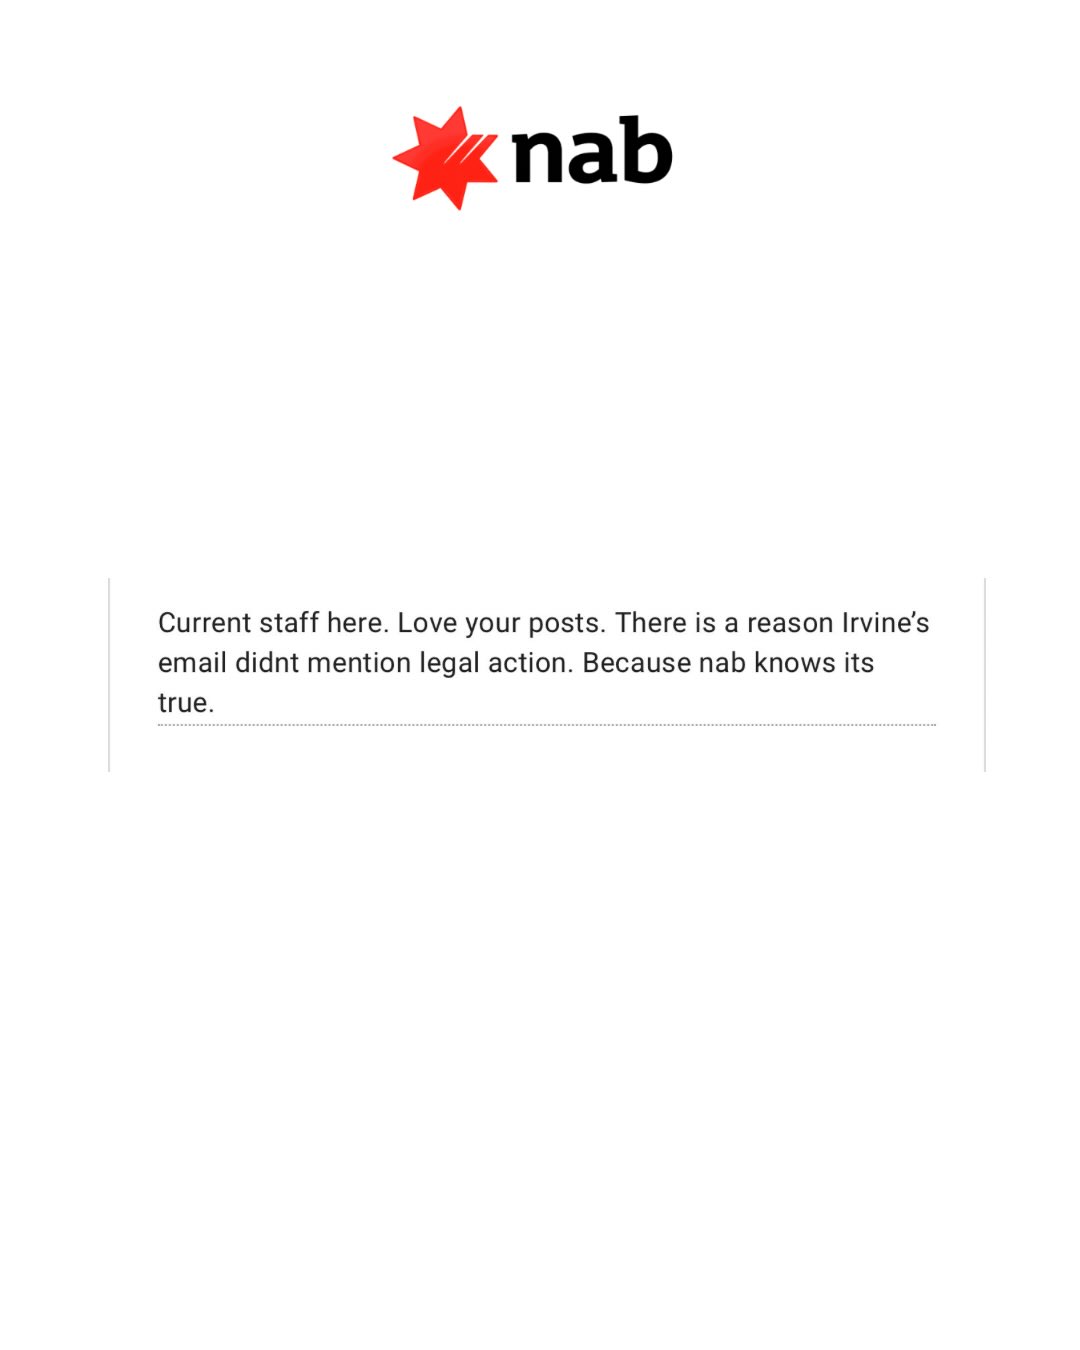 nab
Current staff here. Love your posts. There is a reason Irvine’s
email didnt mention legal action. Because nab knows its
true.